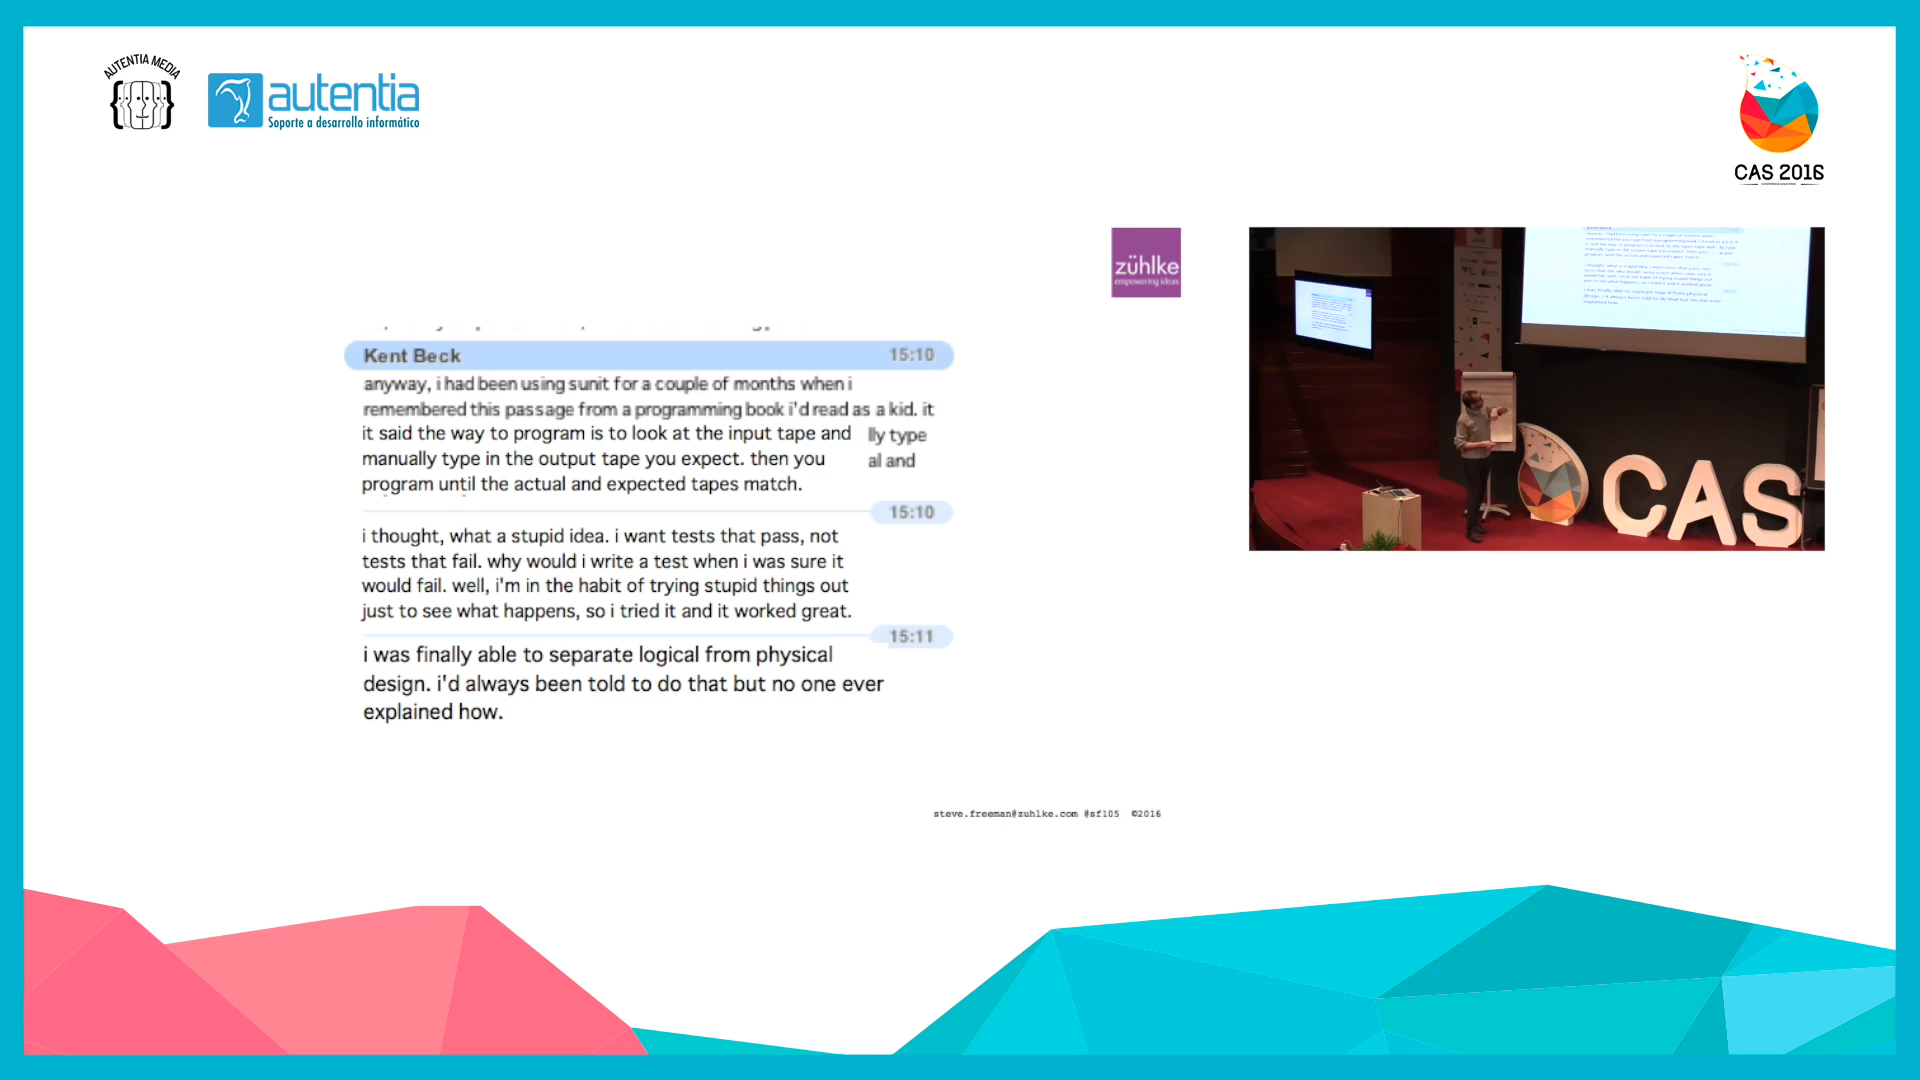 AUTENTIA MEDIA
autentia
Soporte a desarrollo informático
CAS 2016
zühlke
empowering ideas
Kent Beck 15:10
anyway, i had been using sunit for a couple of months when i
remembered this passage from a programming book i'd read as a kid. it
it said the way to program is to look at the input tape and lly type
manually type in the output tape you expect. then you al and
program until the actual and expected tapes match.
15:10
i thought, what a stupid idea. i want tests that pass, not
tests that fail. why would i write a test when i was sure it
would fail. well, i'm in the habit of trying stupid things out
just to see what happens, so i tried it and it worked great.
15:11
i was finally able to separate logical from physical
design. i'd always been told to do that but no one ever
explained how.
steve.freeman@zuhlke.com @sf105 ©2016
CAS